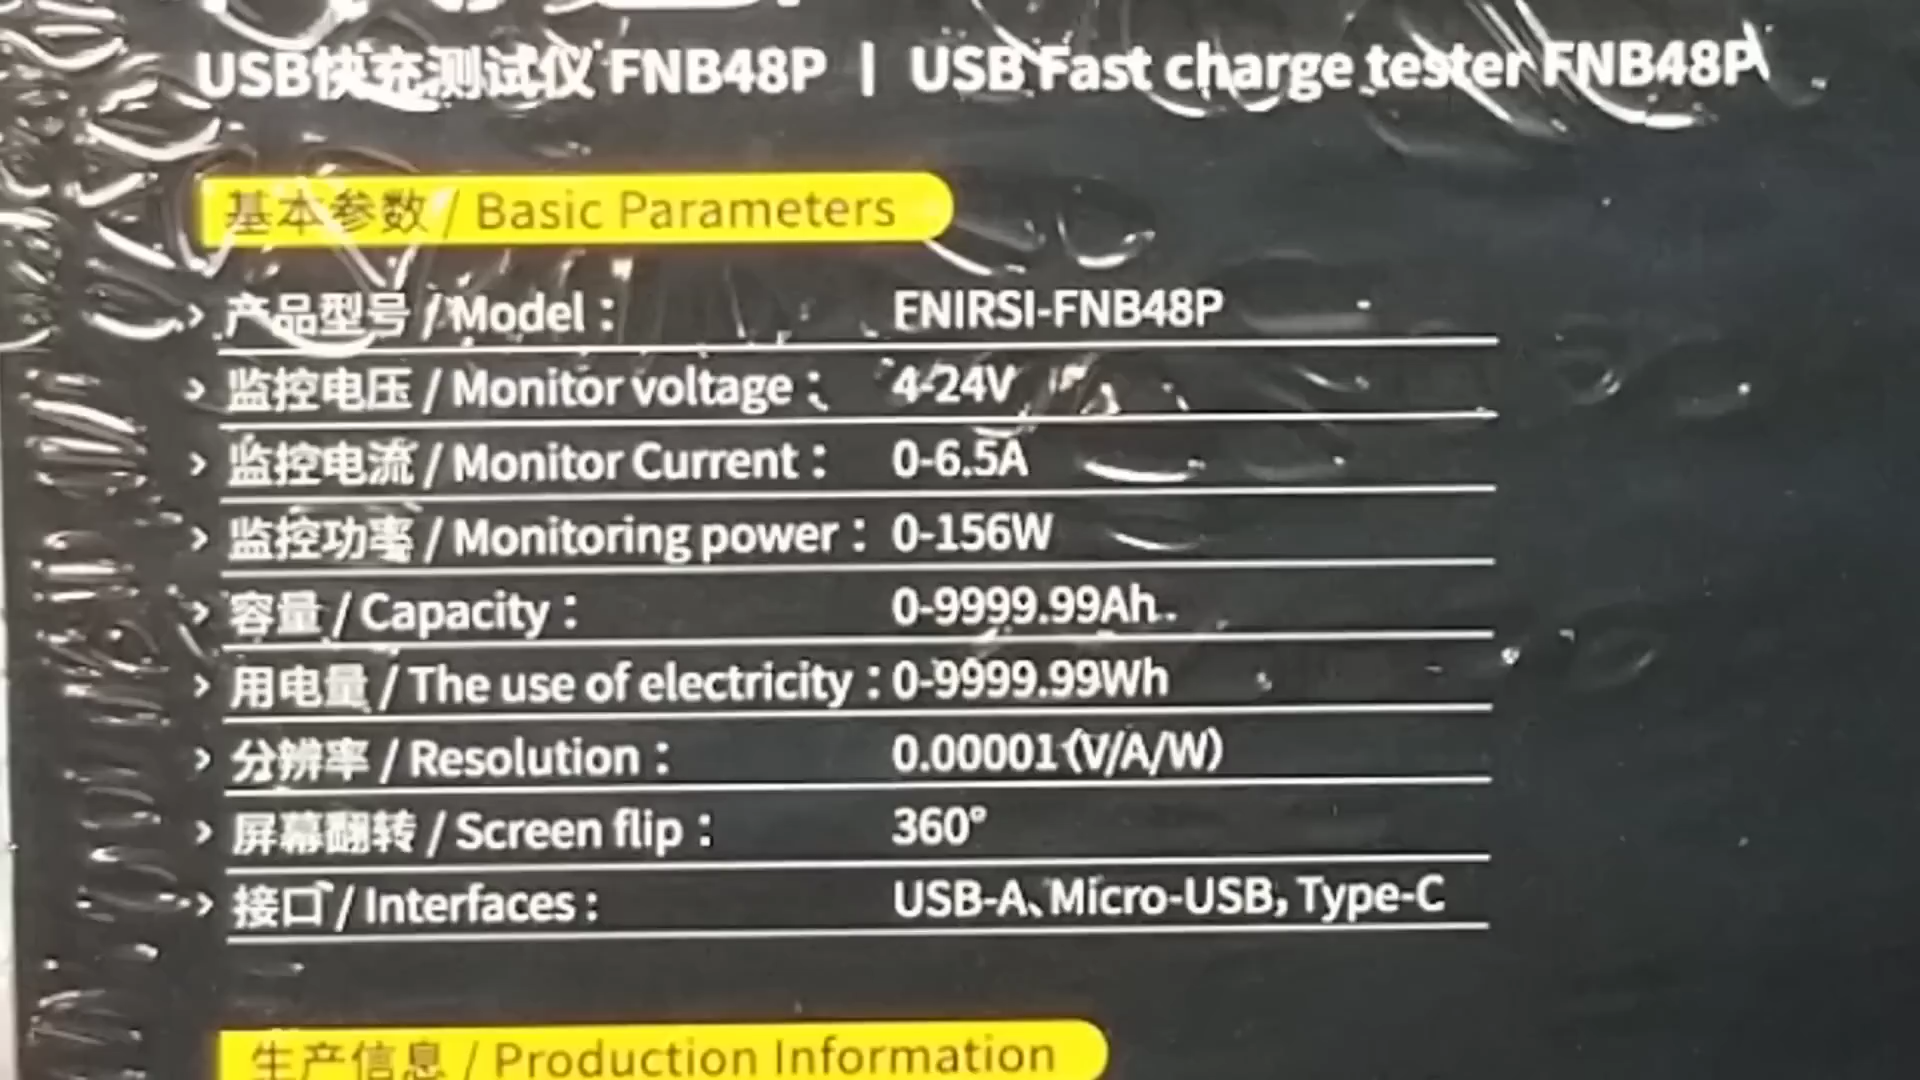 USB快充测试仪 FNB48P | USB Fast charge tester FNB48P
基本参数 / Basic Parameters
› 产品型号 / Model： FNIRSI-FNB48P
› 监控电压 / Monitor voltage： 4-24V
› 监控电流 / Monitor Current： 0-6.5A
› 监控功率 / Monitoring power： 0-156W
› 容量 / Capacity： 0-9999.99Ah
› 用电量 / The use of electricity：0-9999.99Wh
› 分辨率 / Resolution： 0.00001（V/A/W）
› 屏幕翻转 / Screen flip： 360°
› 接口 / Interfaces： USB-A、Micro-USB，Type-C
生产信息 / Production Information